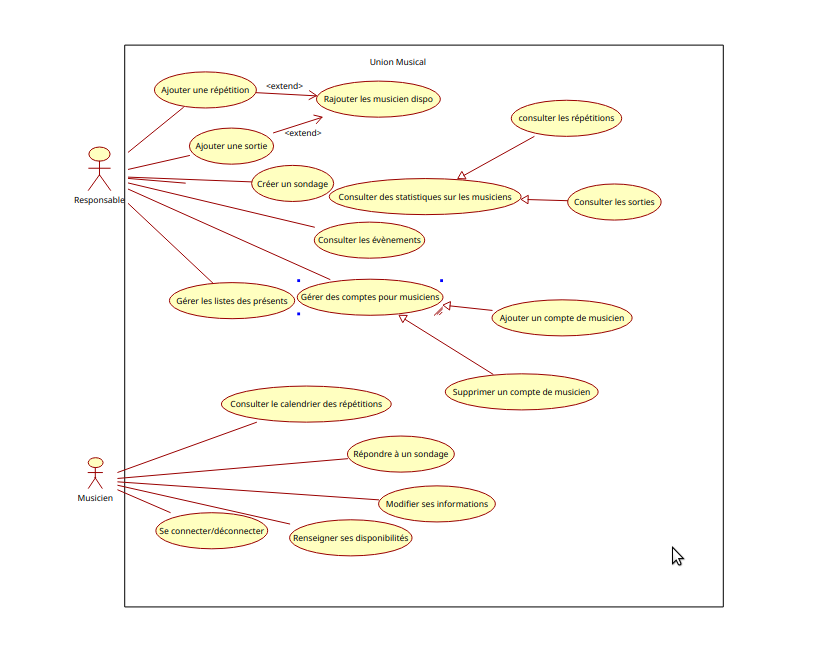 Union Musical
Ajouter une répétition
<extend>
Rajouter les musicien dispo
consulter les répétitions
<extend>
Ajouter une sortie
Créer un sondage
Consulter des statistiques sur les musiciens
Consulter les sorties
Responsable
Consulter les évènements
Gérer les listes des présents
Gérer des comptes pour musiciens
Ajouter un compte de musicien
Supprimer un compte de musicien
Consulter le calendrier des répétitions
Répondre à un sondage
Musicien
Modifier ses informations
Se connecter/déconnecter
Renseigner ses disponibilités